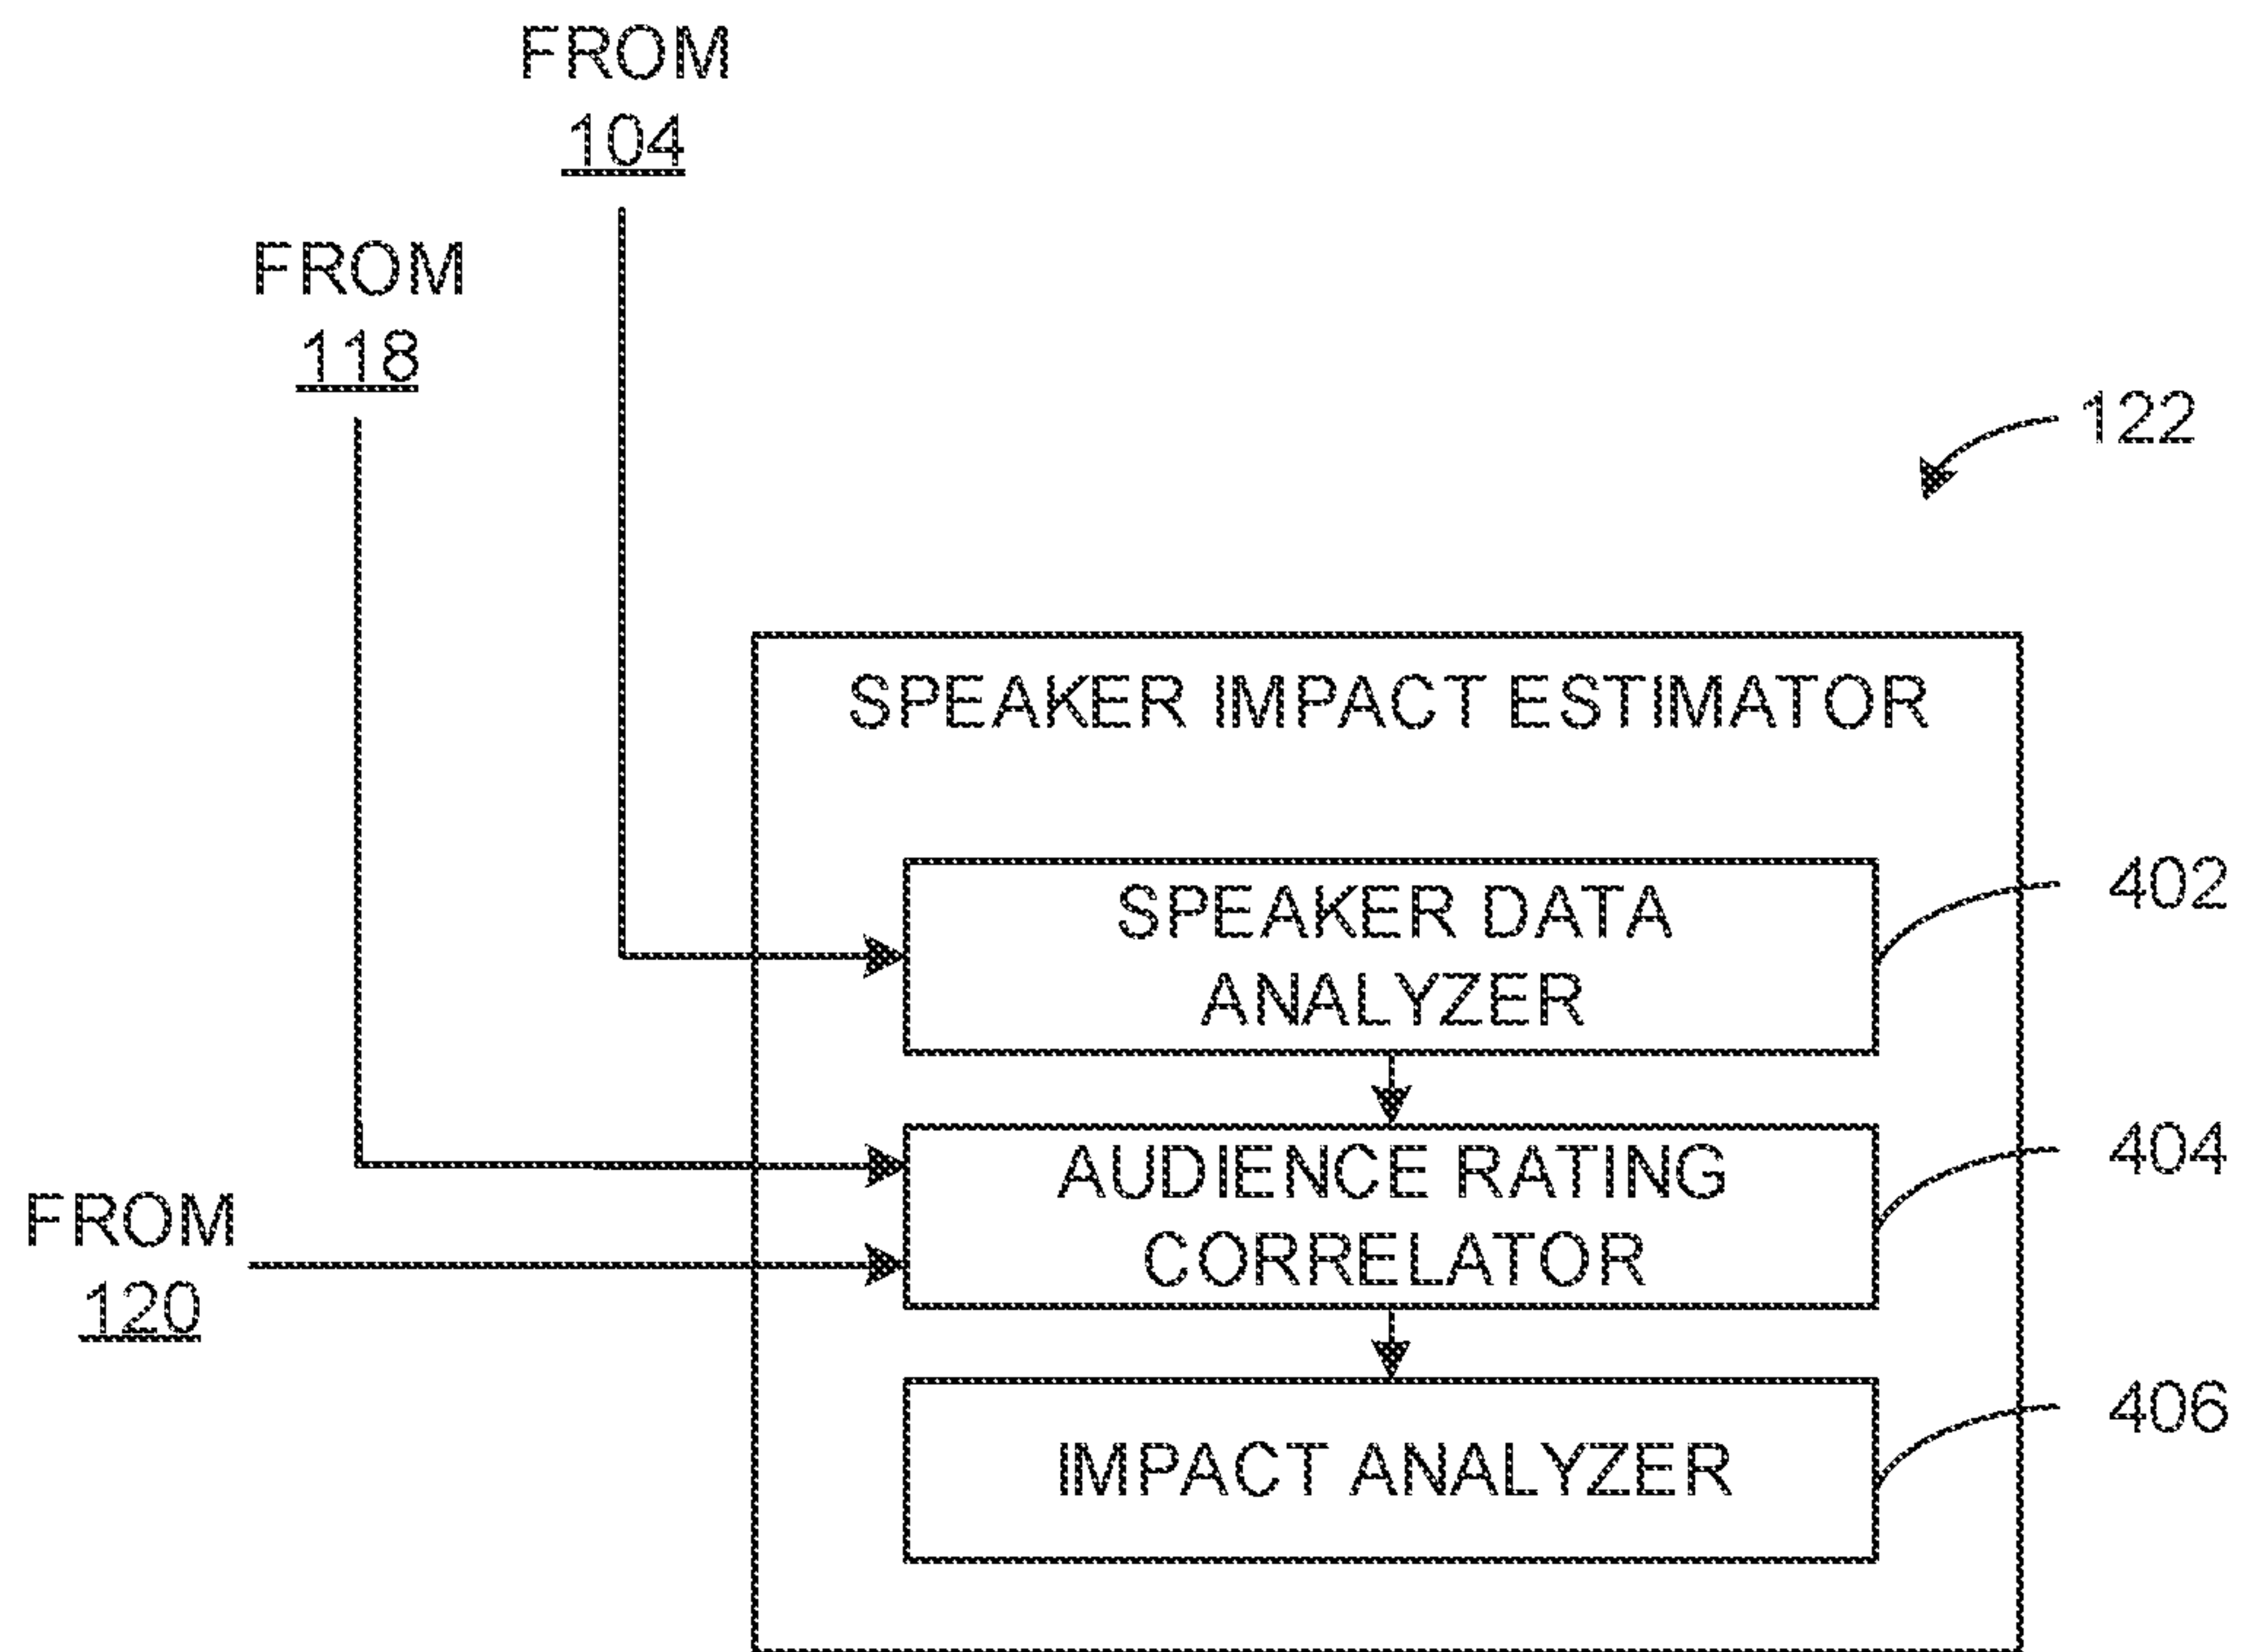 FROM
104
FROM
118
122
SPEAKER IMPACT ESTIMATOR
SPEAKER DATA
ANALYZER
402
AUDIENCE RATING
CORRELATOR
404
FROM
120
IMPACT ANALYZER
406